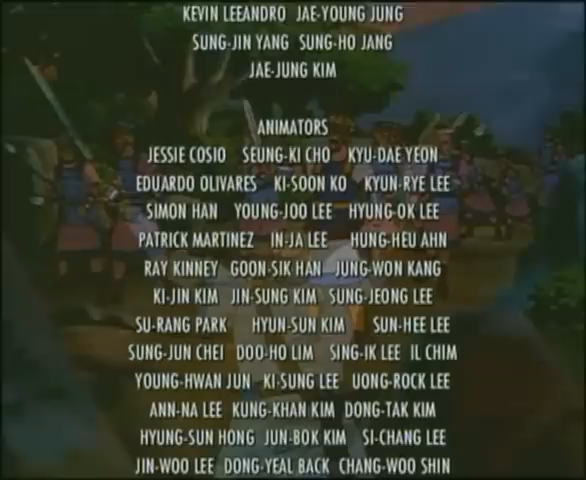 KEVIN LEEANDRO JAE-YOUNG JUNG
SUNG-JIN YANG SUNG-HO JANG
JAE-JUNG KIM
ANIMATORS
JESSIE COSIO SEUNG-KI CHO KYU-DAE YEON
EDUARDO OLIVARES KI-SOON KO KYUN-RYE LEE
SIMON HAN YOUNG-JOO LEE HYUNG-OK LEE
PATRICK MARTINEZ IN-JA LEE HUNG-HEU AHN
RAY KINNEY GOON-SIK HAN JUNG-WON KANG
KI-JIN KIM JIN-SUNG KIM SUNG-JEONG LEE
SU-RANG PARK HYUN-SUN KIM SUN-HEE LEE
SUNG-JUN CHEI DOO-HO LIM SING-IK LEE IL CHIM
YOUNG-HWAN JUN KI-SUNG LEE UONG-ROCK LEE
ANN-NA LEE KUNG-KHAN KIM DONG-TAK KIM
HYUNG-SUN HONG JUN-BOK KIM SI-CHANG LEE
JIN-WOO LEE DONG-YEAL BACK CHANG-WOO SHIN